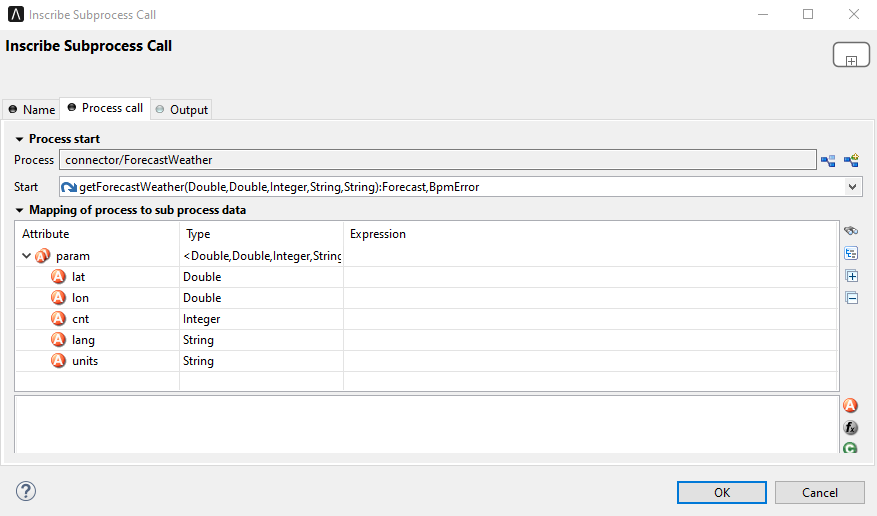 Inscribe Subprocess Call
Inscribe Subprocess Call
Name Process call Output
Process start
Process connector/ForecastWeather
Start getForecastWeather(Double,Double,Integer,String,String):Forecast,BpmError
Mapping of process to sub process data
Attribute Type Expression
param <Double,Double,Integer,String
lat Double
lon Double
cnt Integer
lang String
units String
OK Cancel